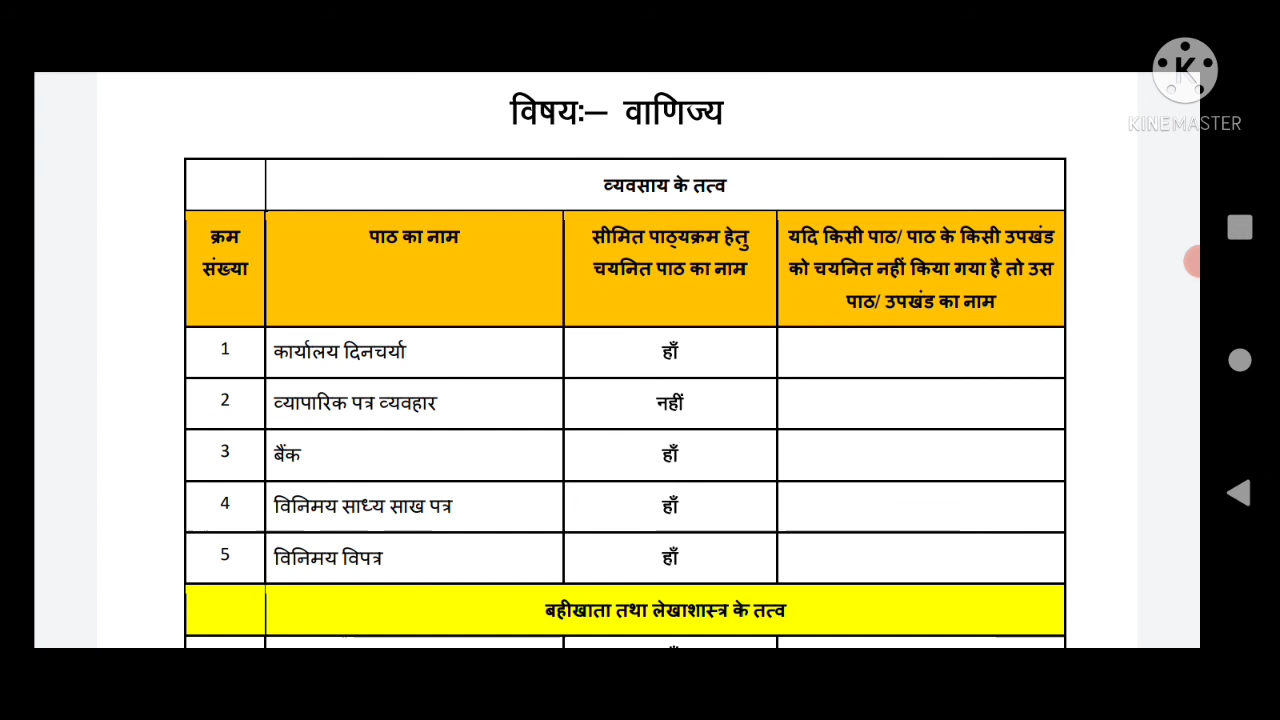 विषयः– वाणिज्य
K
KINEMASTER
व्यवसाय के तत्व
क्रम संख्या
पाठ का नाम
सीमित पाठ्यक्रम हेतु चयनित पाठ का नाम
यदि किसी पाठ/ पाठ के किसी उपखंड को चयनित नहीं किया गया है तो उस पाठ/ उपखंड का नाम
1 कार्यालय दिनचर्या हाँ
2 व्यापारिक पत्र व्यवहार नहीं
3 बैंक हाँ
4 विनिमय साध्य साख पत्र हाँ
5 विनिमय विपत्र हाँ
बहीखाता तथा लेखाशास्त्र के तत्व